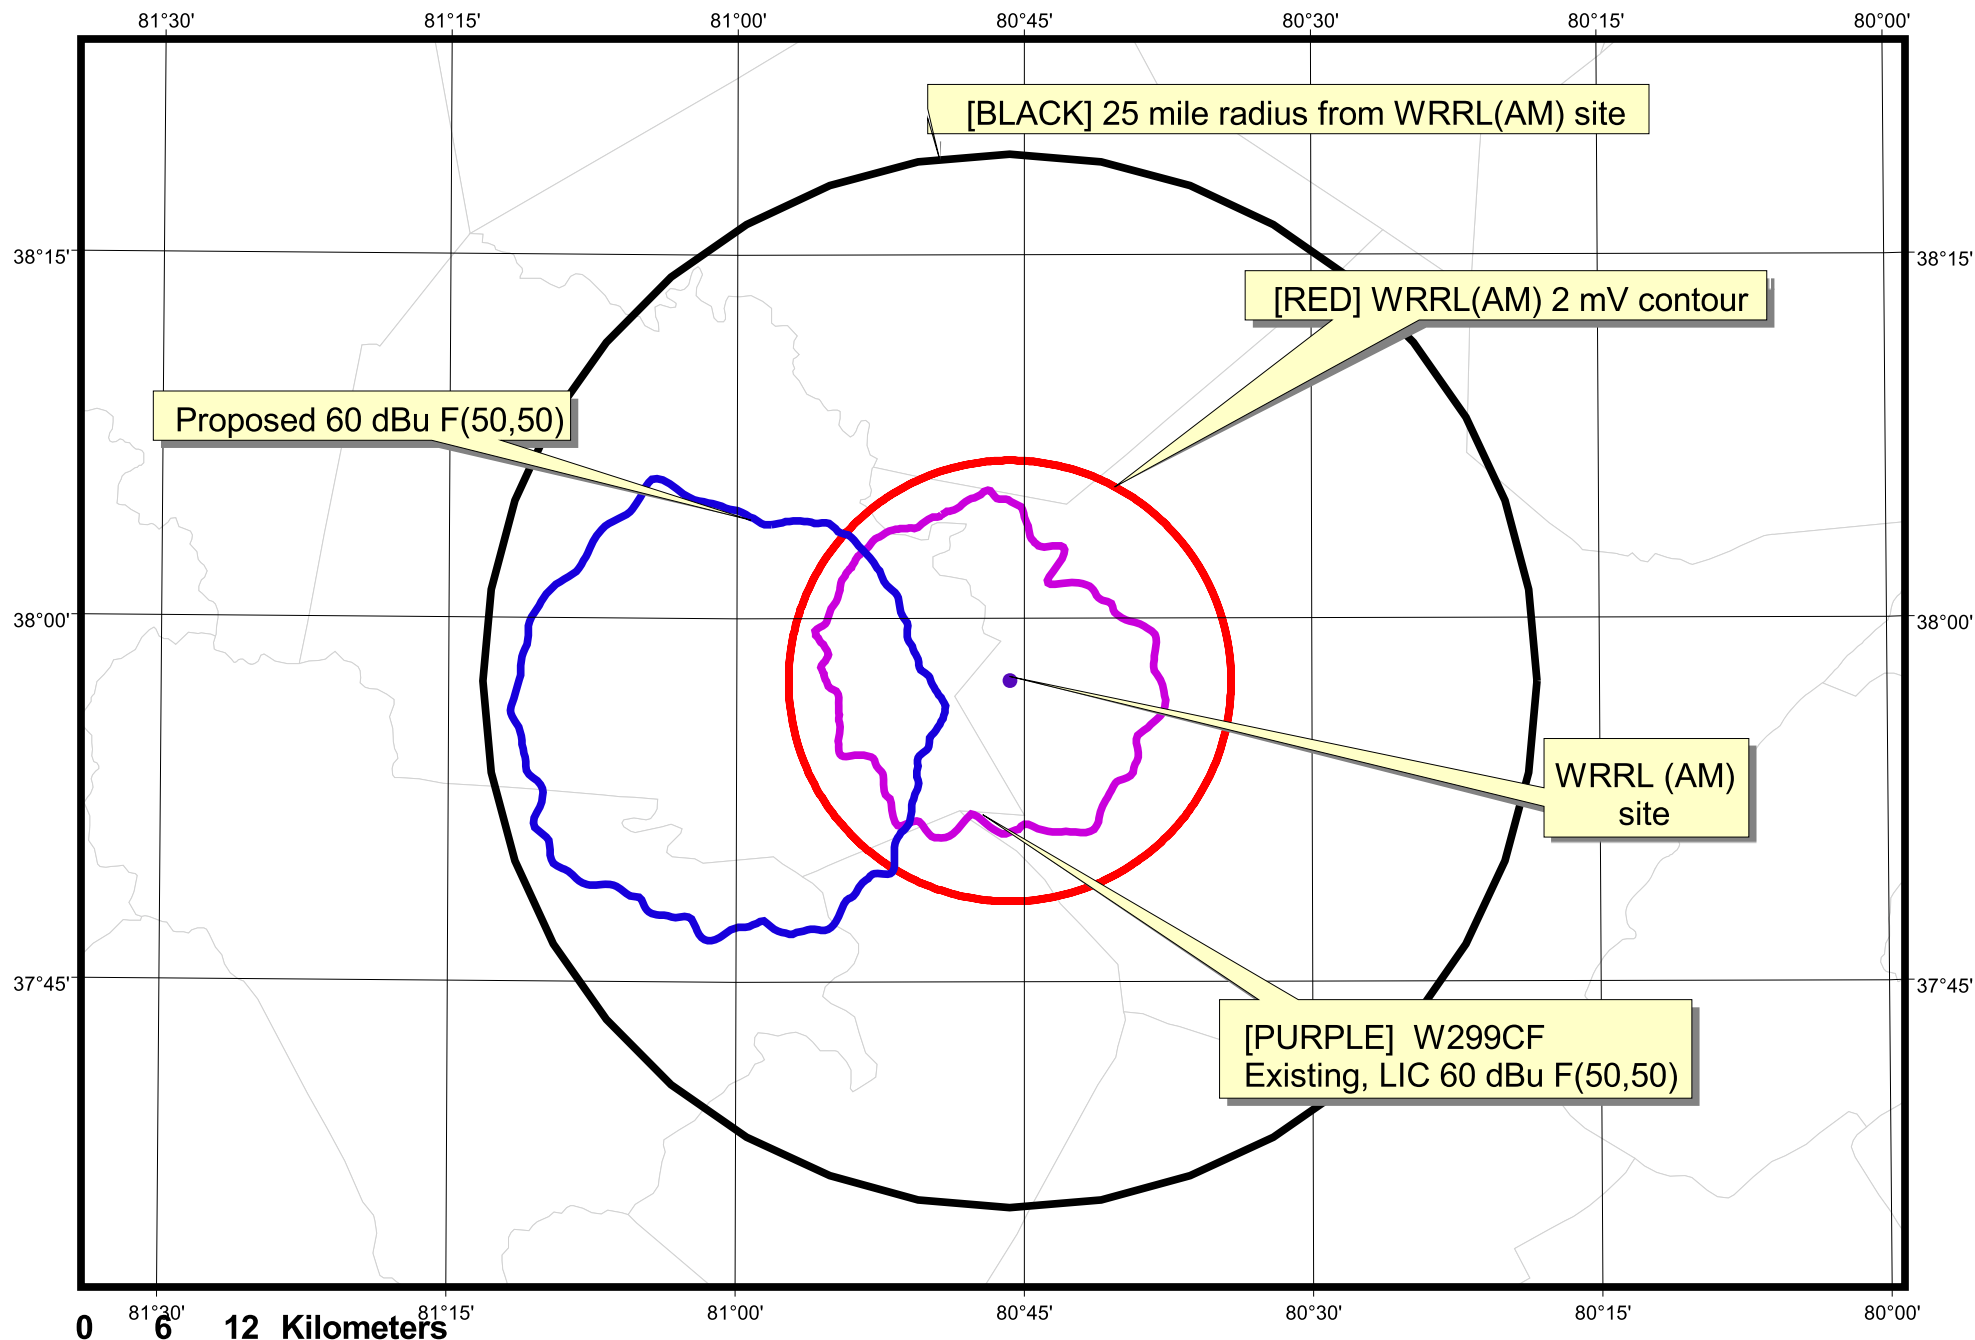 81°30' 81°15' 81°00' 80°45' 80°30' 80°15' 80°00'
[BLACK] 25 mile radius from WRRL(AM) site
38°15' 38°15'
[RED] WRRL(AM) 2 mV contour
Proposed 60 dBu F(50,50)
38°00' 38°00'
WRRL (AM)
site
37°45' 37°45'
[PURPLE] W299CF
Existing, LIC 60 dBu F(50,50)
81°30' 81°15' 81°00' 80°45' 80°30' 80°15' 80°00'
0 6 12 Kilometers